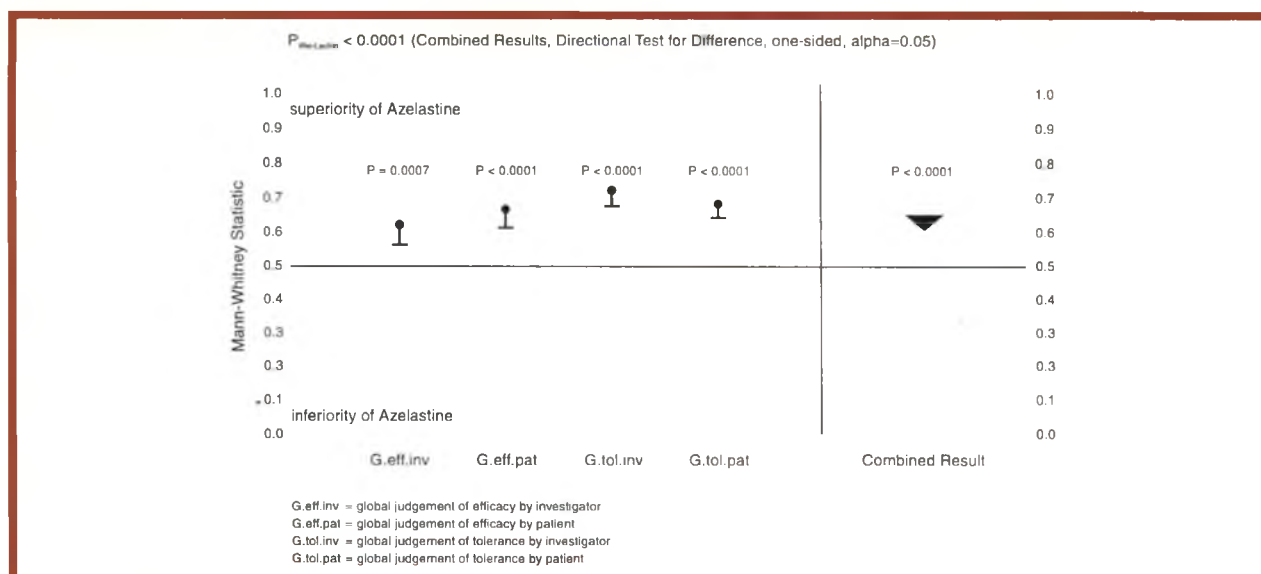 P < 0.0001 (Combined Results, Directional Test for Difference, one-sided, alpha=0.05)
Mann-Whitney Statistic
1.0
0.9
0.8
0.7
0.6
0.5
0.4
0.3
0.3
0.1
0.0
superiority of Azelastine
P = 0.0007 P < 0.0001 P < 0.0001 P < 0.0001 P < 0.0001
inferiority of Azelastine
1.0
0.9
0.8
0.7
0.6
0.5
0.4
0.3
0.3
0.1
0.0
G.eff.inv G.eff.pat G.tol.inv G.tol.pat Combined Result
G.eff.inv = global judgement of efficacy by investigator
G.eff.pat = global judgement of efficacy by patient
G.tol.inv = global judgement of tolerance by investigator
G.tol.pat = global judgement of tolerance by patient